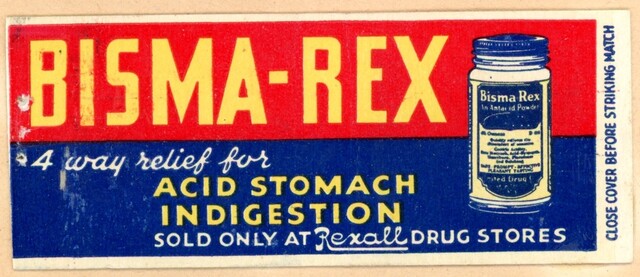 BISMA-REX
4 way relief for
ACID STOMACH
INDIGESTION
SOLD ONLY AT Rexall DRUG STORES
Bisma Rex
An Antacid Powder
CLOSE COVER BEFORE STRIKING MATCH